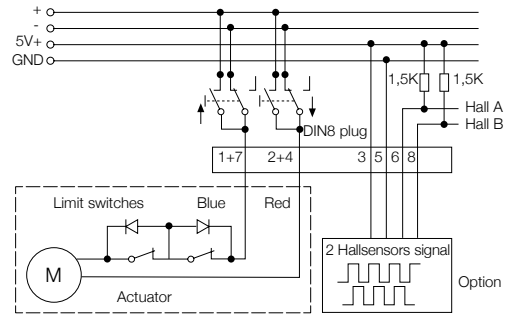 +
-
5V+
GND
1,5K 1,5K
Hall A
Hall B
DIN8 plug
1+7 2+4 3 5 6 8
Limit switches Blue Red
M
Actuator
2 Hallsensors signal
Option